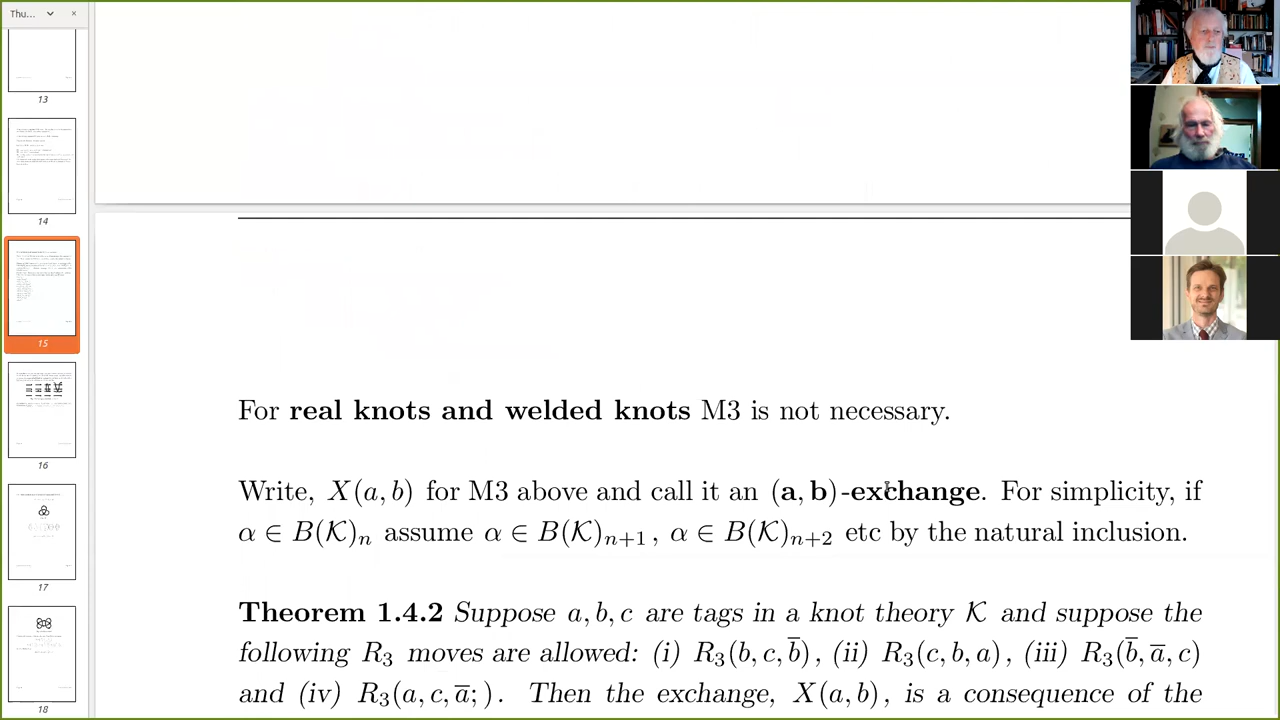 Thu...
13
14
15
16
17
18
For real knots and welded knots M3 is not necessary.
Write, X(a, b) for M3 above and call it an (a, b)-exchange. For simplicity, if
α ∈ B(𝒦)ₙ assume α ∈ B(𝒦)ₙ₊₁, α ∈ B(𝒦)ₙ₊₂ etc by the natural inclusion.
Theorem 1.4.2 Suppose a, b, c are tags in a knot theory 𝒦 and suppose the
following R₃ moves are allowed: (i) R₃(b, c, b̅), (ii) R₃(c, b, a), (iii) R₃(b̅, a̅, c)
and (iv) R₃(a, c, a̅; ). Then the exchange, X(a, b), is a consequence of the